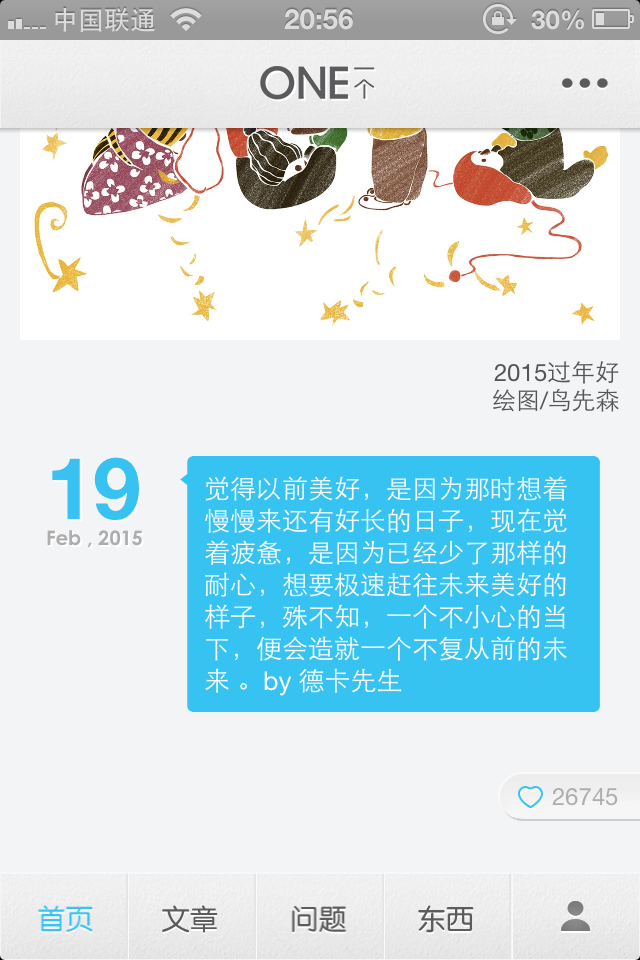 中国联通
20:56
30%
ONE一个
2015过年好
绘图/鸟先森
19
Feb , 2015
觉得以前美好，是因为那时想着
慢慢来还有好长的日子，现在觉
着疲惫，是因为已经少了那样的
耐心，想要极速赶往未来美好的
样子，殊不知，一个不小心的当
下，便会造就一个不复从前的未
来 。by 德卡先生
26745
首页
文章
问题
东西